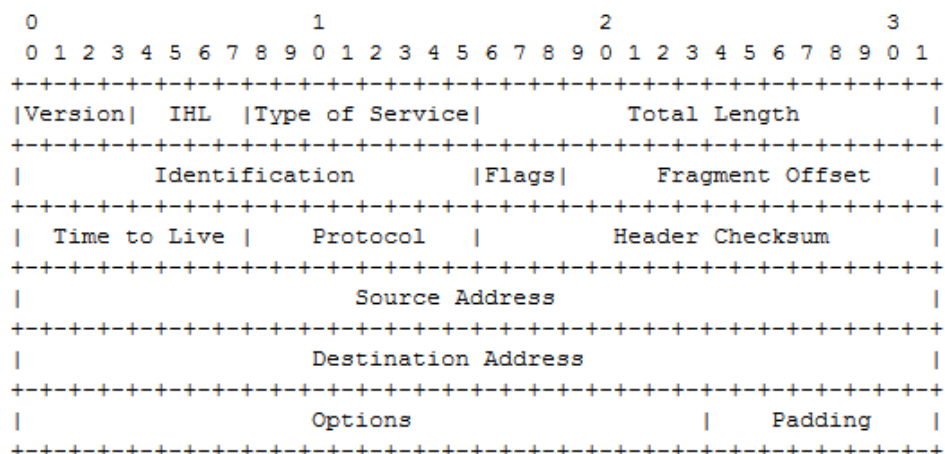 0                   1                   2                   3
 0 1 2 3 4 5 6 7 8 9 0 1 2 3 4 5 6 7 8 9 0 1 2 3 4 5 6 7 8 9 0 1
+-+-+-+-+-+-+-+-+-+-+-+-+-+-+-+-+-+-+-+-+-+-+-+-+-+-+-+-+-+-+-+-+
|Version|  IHL  |Type of Service|          Total Length         |
+-+-+-+-+-+-+-+-+-+-+-+-+-+-+-+-+-+-+-+-+-+-+-+-+-+-+-+-+-+-+-+-+
|         Identification        |Flags|      Fragment Offset    |
+-+-+-+-+-+-+-+-+-+-+-+-+-+-+-+-+-+-+-+-+-+-+-+-+-+-+-+-+-+-+-+-+
|  Time to Live |    Protocol   |         Header Checksum       |
+-+-+-+-+-+-+-+-+-+-+-+-+-+-+-+-+-+-+-+-+-+-+-+-+-+-+-+-+-+-+-+-+
|                       Source Address                          |
+-+-+-+-+-+-+-+-+-+-+-+-+-+-+-+-+-+-+-+-+-+-+-+-+-+-+-+-+-+-+-+-+
|                    Destination Address                        |
+-+-+-+-+-+-+-+-+-+-+-+-+-+-+-+-+-+-+-+-+-+-+-+-+-+-+-+-+-+-+-+-+
|                    Options                    |    Padding    |
+-+-+-+-+-+-+-+-+-+-+-+-+-+-+-+-+-+-+-+-+-+-+-+-+-+-+-+-+-+-+-+-+